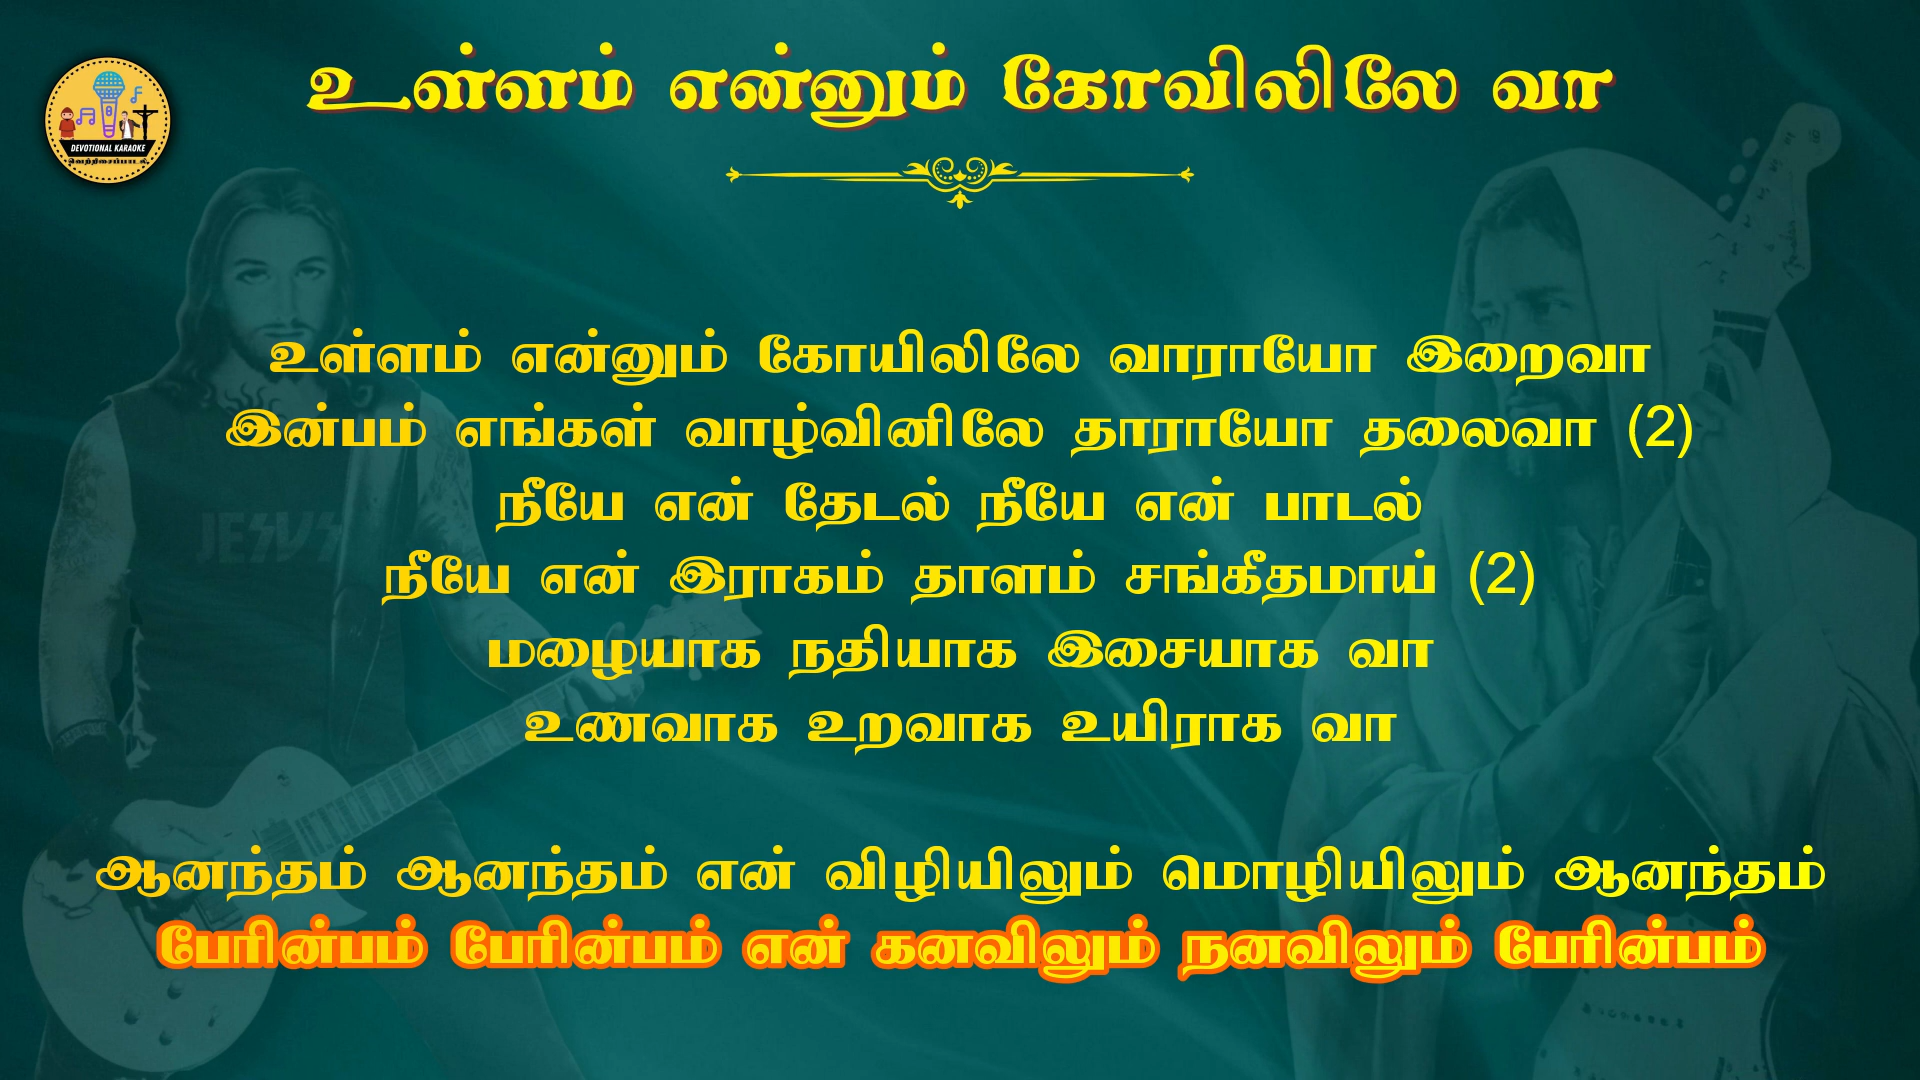 உள்ளம் என்னும் கோவிலிலே வா
DEVOTIONAL KARAOKE
உள்ளம் என்னும் கோயிலிலே வாராயோ இறைவா
இன்பம் எங்கள் வாழ்வினிலே தாராயோ தலைவா (2)
நீயே என் தேடல் நீயே என் பாடல்
நீயே என் இராகம் தாளம் சங்கீதமாய் (2)
மழையாக நதியாக இசையாக வா
உணவாக உறவாக உயிராக வா
JESUS
ஆனந்தம் ஆனந்தம் என் விழியிலும் மொழியிலும் ஆனந்தம்
பேரின்பம் பேரின்பம் என் கனவிலும் நனவிலும் பேரின்பம்